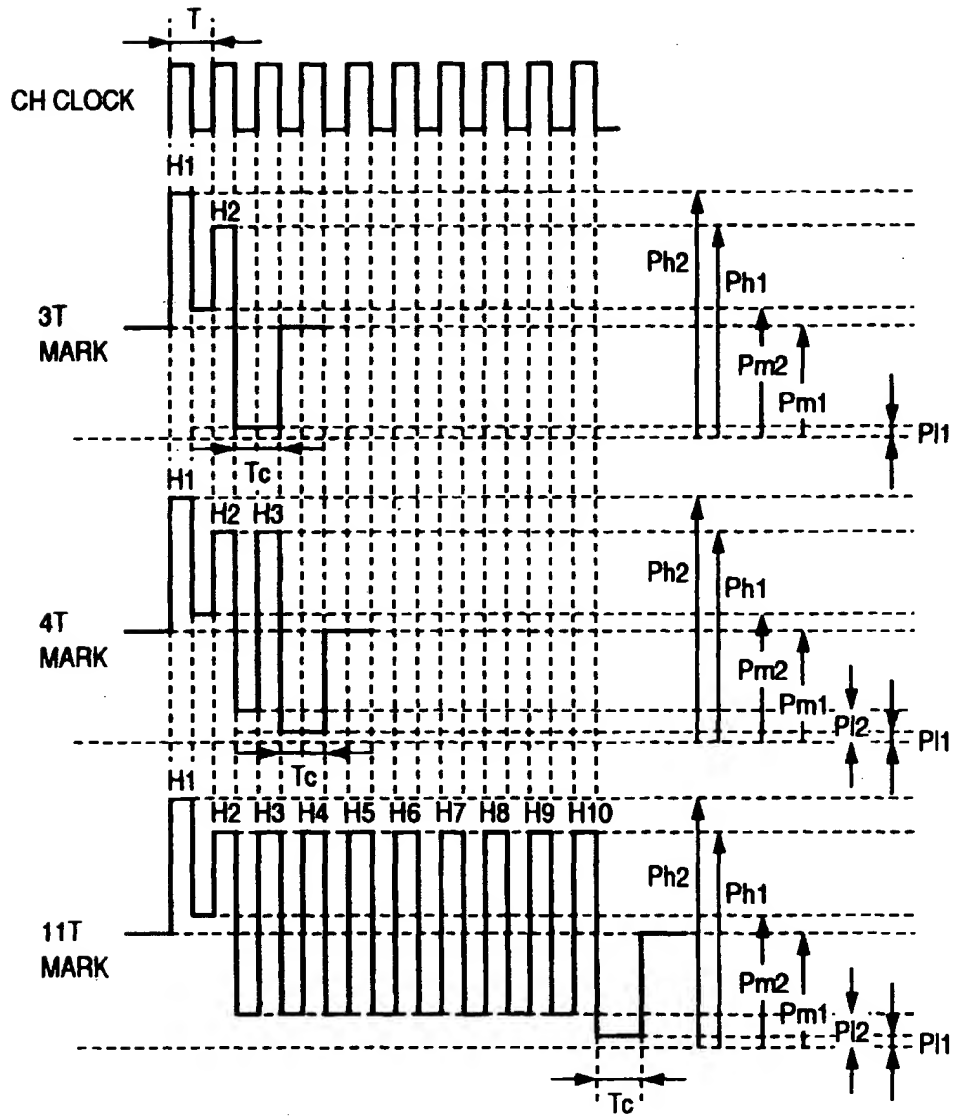 T
CH CLOCK
H1
H2
Ph2
Ph1
3T
MARK
Pm2
Pm1
Pl1
Tc
H1
H2 H3
Ph2
Ph1
4T
MARK
Pm2
Pm1
Pl2
Pl1
Tc
H1
H2 H3 H4 H5 H6 H7 H8 H9 H10
Ph2
Ph1
11T
MARK
Pm2
Pm1
Pl2
Pl1
Tc